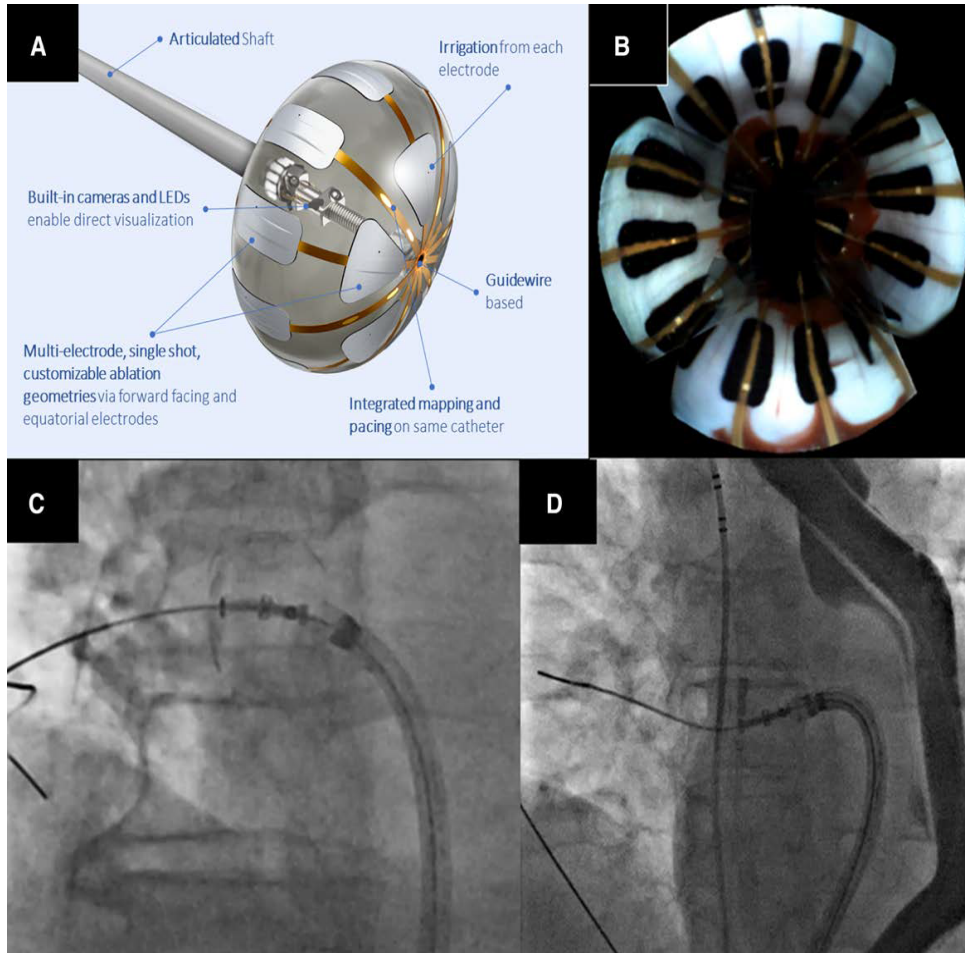 A
Articulated Shaft
Irrigation from each
electrode
Built-in cameras and LEDs
enable direct visualization
Guidewire
based
Multi-electrode, single shot,
customizable ablation
geometries via forward facing and
equatorial electrodes
Integrated mapping and
pacing on same catheter
B
C
D